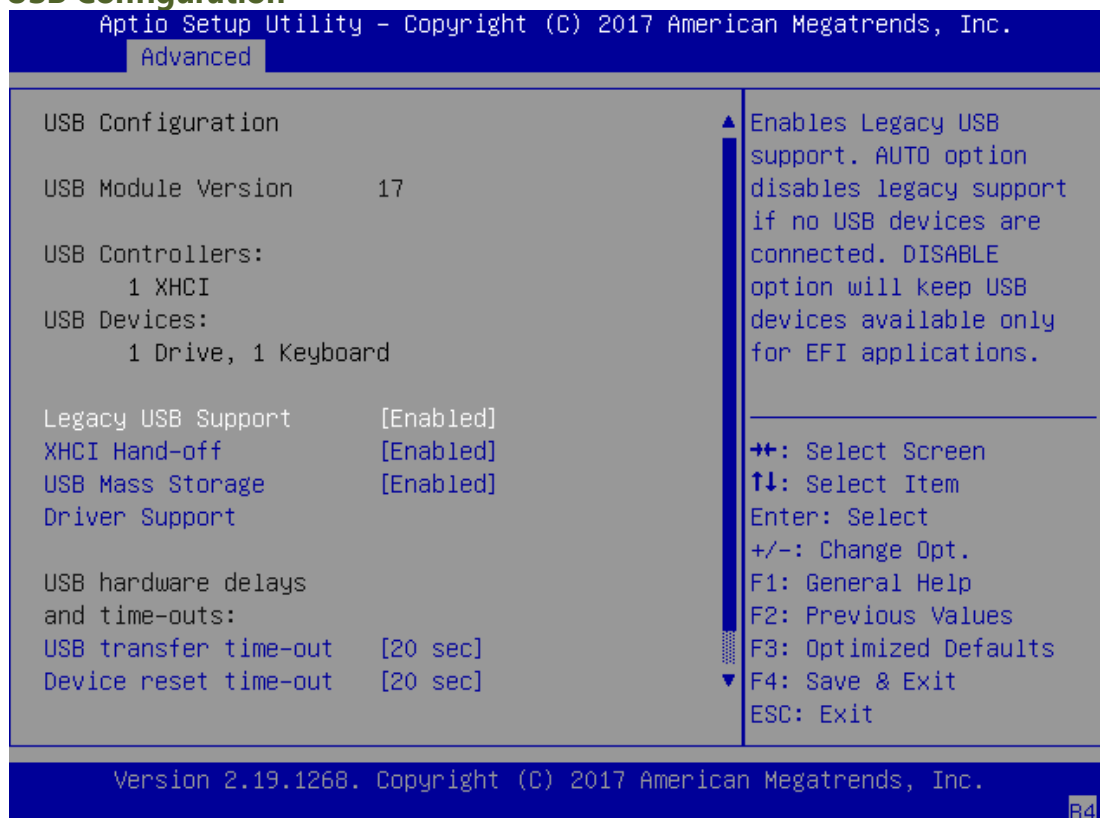 USB Configuration
Aptio Setup Utility – Copyright (C) 2017 American Megatrends, Inc.
Advanced
USB Configuration
USB Module Version 17
USB Controllers:
1 XHCI
USB Devices:
1 Drive, 1 Keyboard
Legacy USB Support [Enabled]
XHCI Hand-off [Enabled]
USB Mass Storage [Enabled]
Driver Support
USB hardware delays
and time-outs:
USB transfer time-out [20 sec]
Device reset time-out [20 sec]
Enables Legacy USB
support. AUTO option
disables legacy support
if no USB devices are
connected. DISABLE
option will keep USB
devices available only
for EFI applications.
→←: Select Screen
↑↓: Select Item
Enter: Select
+/-: Change Opt.
F1: General Help
F2: Previous Values
F3: Optimized Defaults
F4: Save & Exit
ESC: Exit
Version 2.19.1268. Copyright (C) 2017 American Megatrends, Inc.
B4